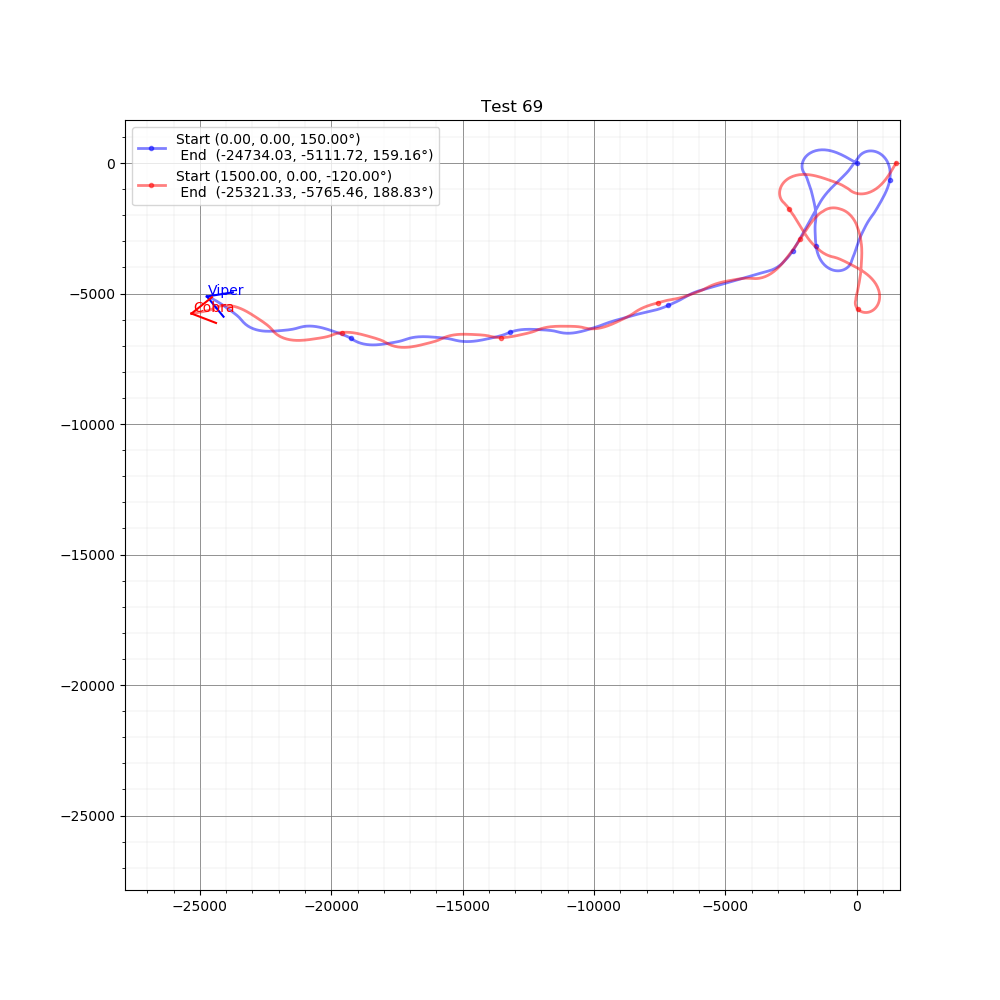 Test 69
Start (0.00, 0.00, 150.00°)
End (-24734.03, -5111.72, 159.16°)
Start (1500.00, 0.00, -120.00°)
End (-25321.33, -5765.46, 188.83°)
Viper
Cobra
0
−5000
−10000
−15000
−20000
−25000
−25000 −20000 −15000 −10000 −5000 0